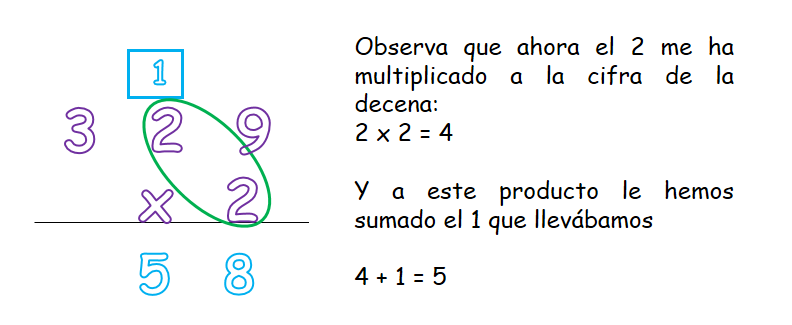 1
3 2 9
x 2
5 8
Observa que ahora el 2 me ha
multiplicado a la cifra de la
decena:
2 x 2 = 4
Y a este producto le hemos
sumado el 1 que llevábamos
4 + 1 = 5